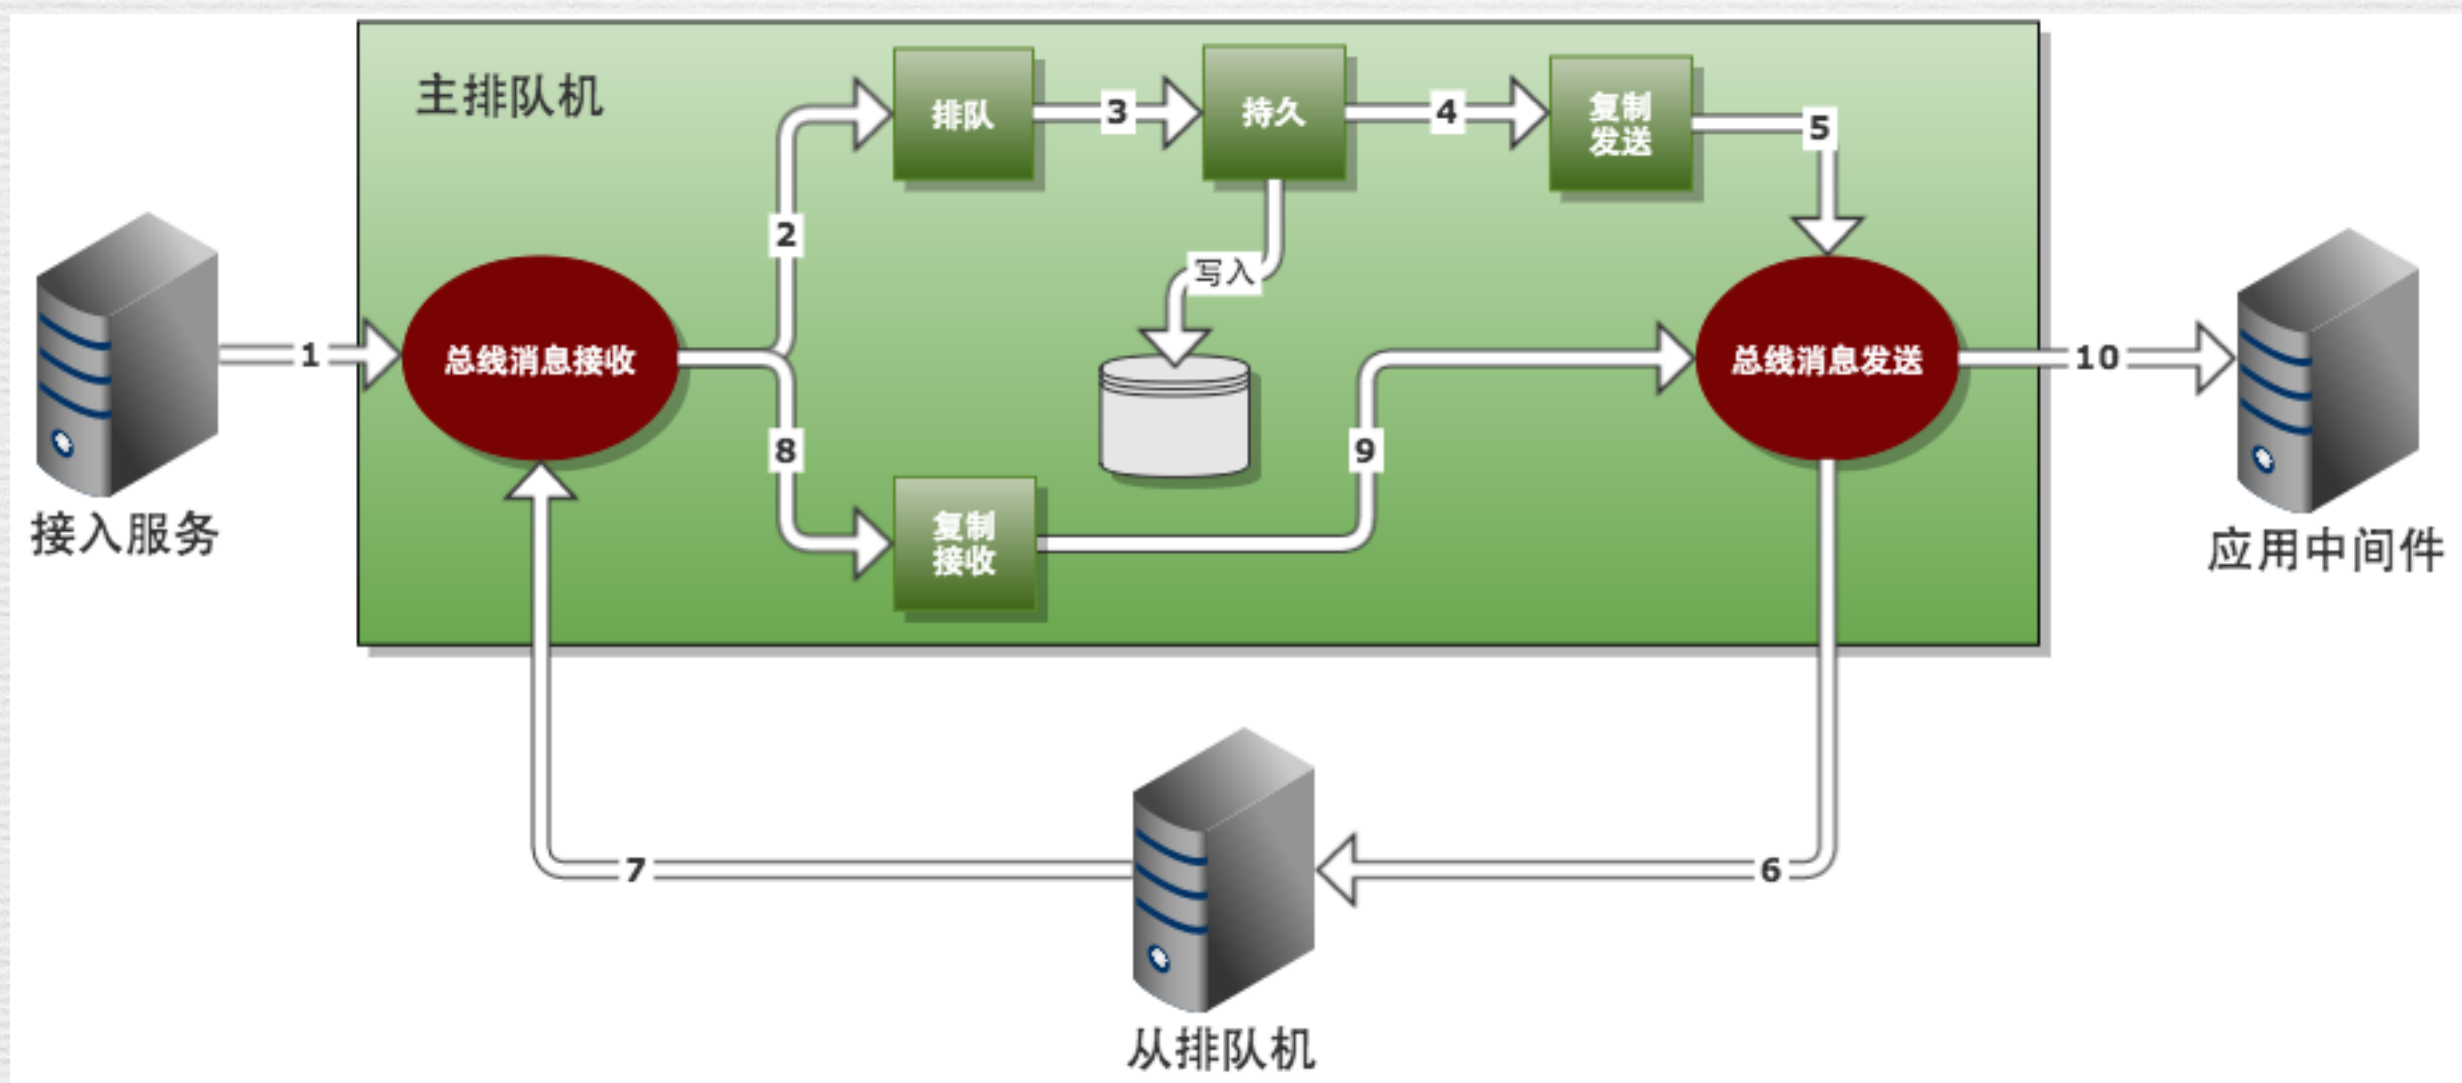 主排队机
排队
3
持久
4
复制
发送
5
2
写入
接入服务
1
总线消息接收
总线消息发送
10
应用中间件
8
9
复制
接收
7
6
从排队机